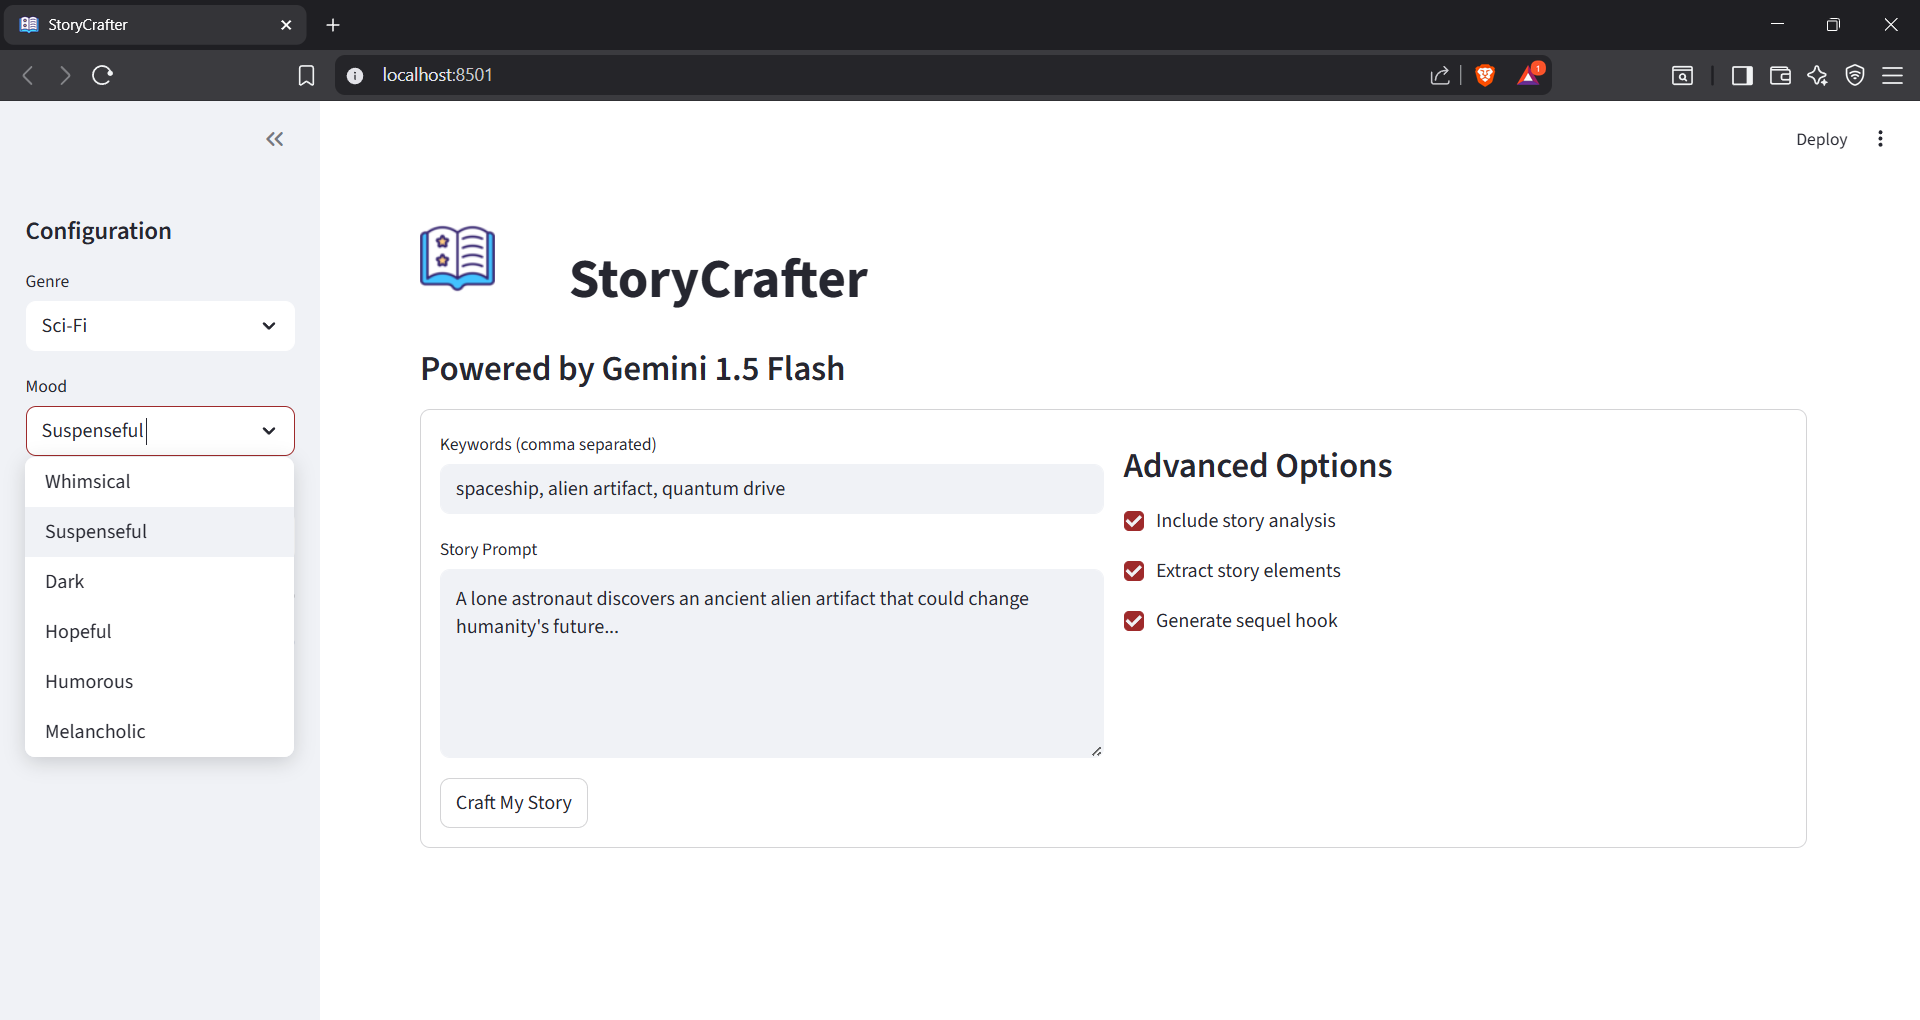 StoryCrafter
localhost:8501
1
Deploy
Configuration
Genre
Sci-Fi
Mood
Suspenseful
Whimsical
Suspenseful
Dark
Hopeful
Humorous
Melancholic
StoryCrafter
Powered by Gemini 1.5 Flash
Keywords (comma separated)
spaceship, alien artifact, quantum drive
Story Prompt
A lone astronaut discovers an ancient alien artifact that could change
humanity's future...
Craft My Story
Advanced Options
Include story analysis
Extract story elements
Generate sequel hook